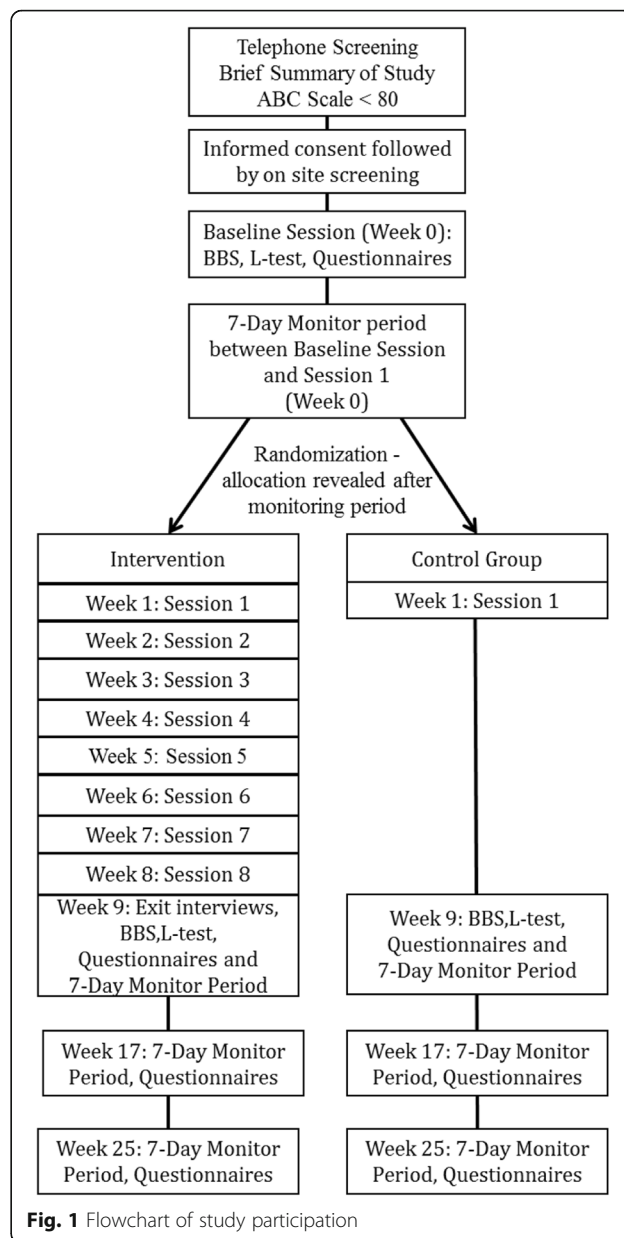 Telephone Screening
Brief Summary of Study
ABC Scale < 80
Informed consent followed
by on site screening
Baseline Session (Week 0):
BBS, L-test, Questionnaires
7-Day Monitor period
between Baseline Session
and Session 1
(Week 0)
Randomization -
allocation revealed after
monitoring period
Intervention
Week 1: Session 1
Week 2: Session 2
Week 3: Session 3
Week 4: Session 4
Week 5: Session 5
Week 6: Session 6
Week 7: Session 7
Week 8: Session 8
Week 9: Exit interviews,
BBS,L-test,
Questionnaires and
7-Day Monitor Period
Week 17: 7-Day Monitor
Period, Questionnaires
Week 25: 7-Day Monitor
Period, Questionnaires
Control Group
Week 1: Session 1
Week 9: BBS,L-test,
Questionnaires and
7-Day Monitor Period
Week 17: 7-Day Monitor
Period, Questionnaires
Week 25: 7-Day Monitor
Period, Questionnaires
Fig. 1 Flowchart of study participation